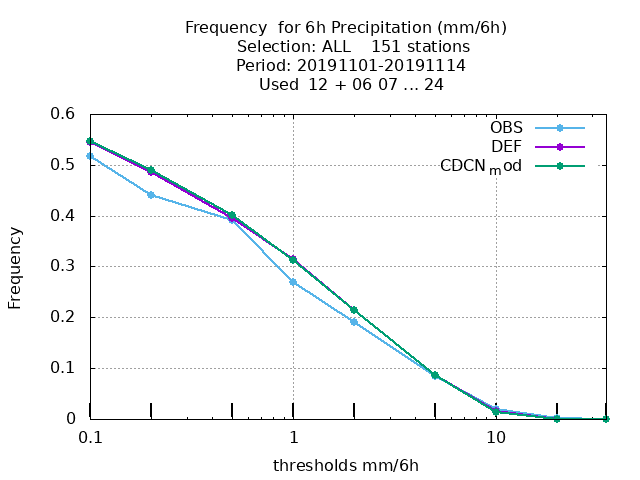 Frequency  for 6h Precipitation (mm/6h)
Selection: ALL    151 stations
Period: 20191101-20191114
Used  12 + 06 07 ... 24
OBS
DEF
CDCN_mod
Frequency
0.6
0.5
0.4
0.3
0.2
0.1
0
0.1
1
10
thresholds mm/6h